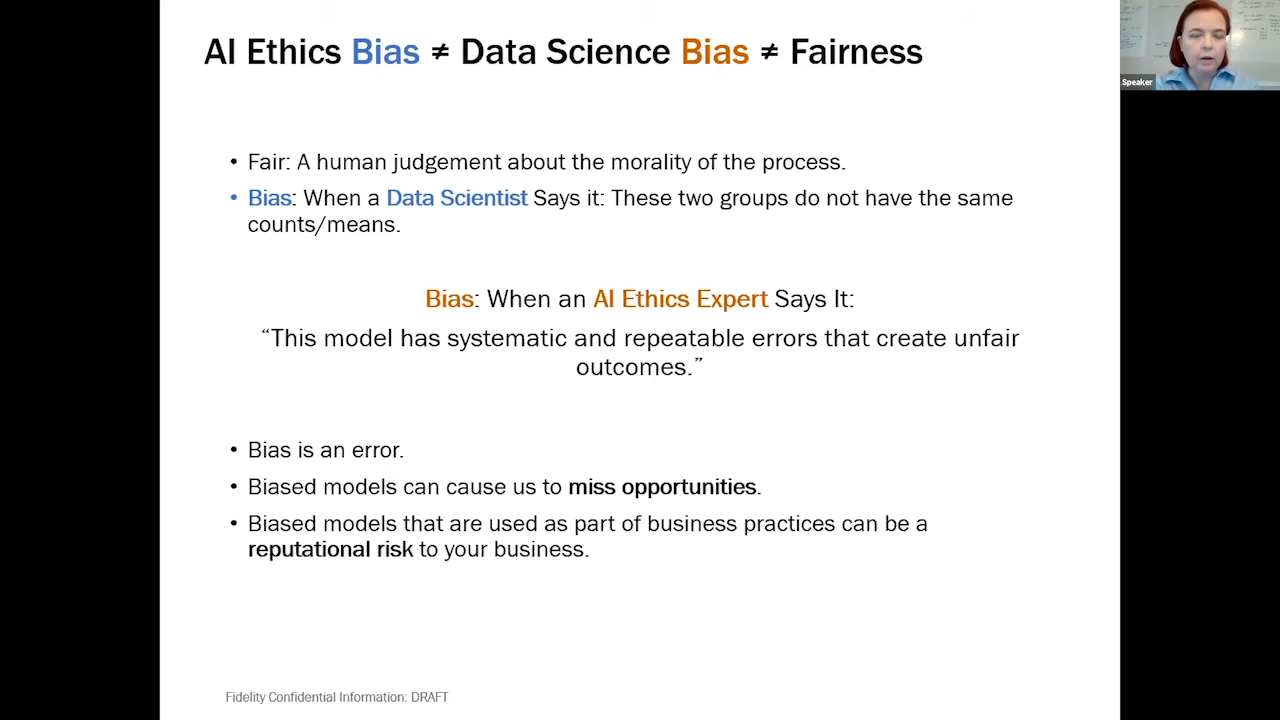 AI Ethics Bias ≠ Data Science Bias ≠ Fairness
Speaker
• Fair: A human judgement about the morality of the process.
• Bias: When a Data Scientist Says it: These two groups do not have the same
counts/means.
Bias: When an AI Ethics Expert Says It:
“This model has systematic and repeatable errors that create unfair
outcomes.”
• Bias is an error.
• Biased models can cause us to miss opportunities.
• Biased models that are used as part of business practices can be a
reputational risk to your business.
Fidelity Confidential Information: DRAFT